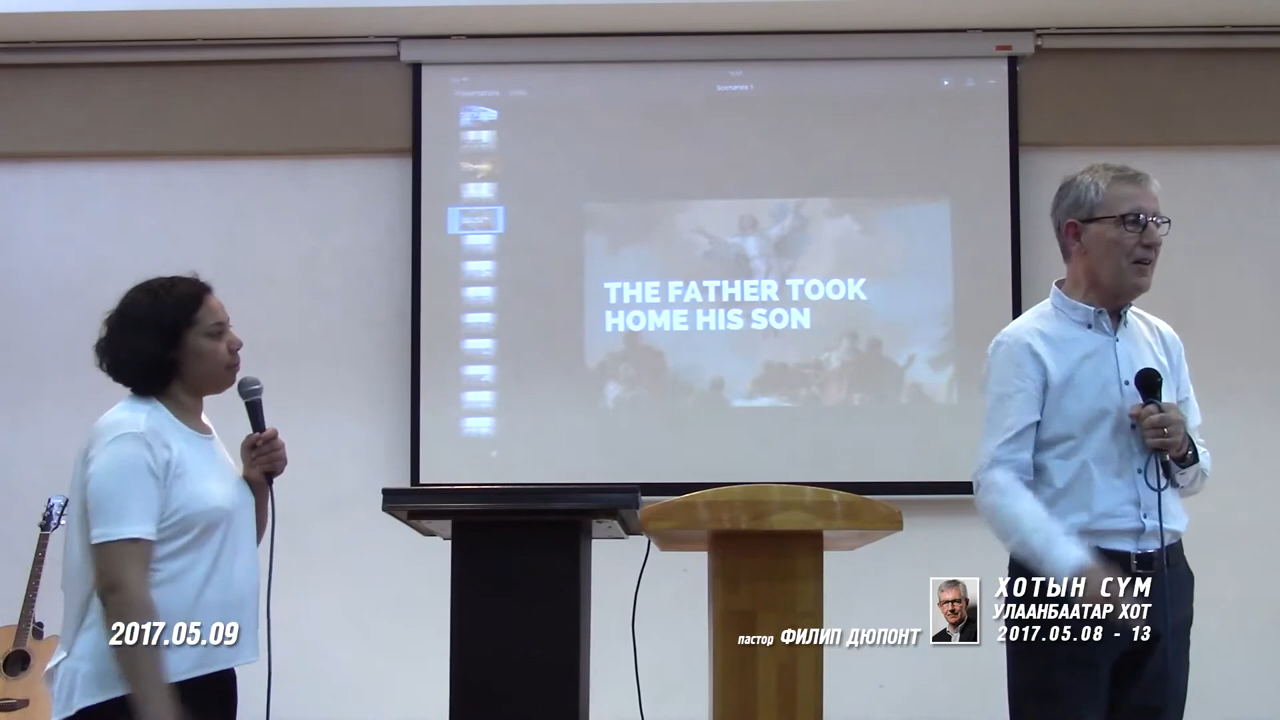 Presentations
THE FATHER TOOK
HOME HIS SON
2017.05.09
пастор ФИЛИП ДЮПОНТ
ХОТЫН СҮМ
УЛААНБААТАР ХОТ
2017.05.08 - 13